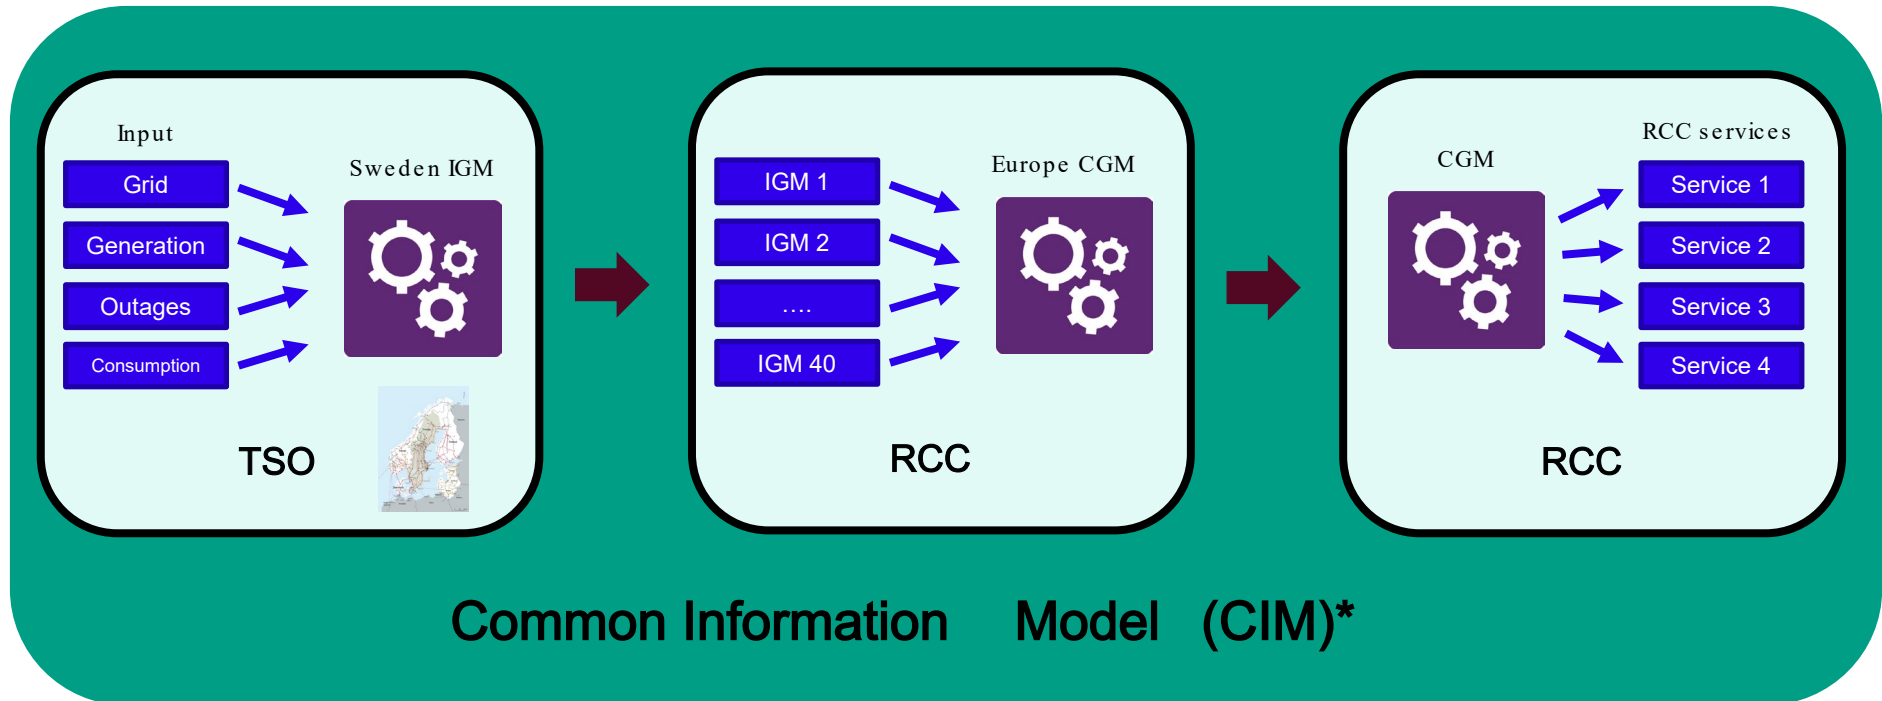 Input
Grid
Generation
Outages
Consumption
Sweden IGM
TSO
IGM 1
IGM 2
....
IGM 40
Europe CGM
RCC
CGM
RCC services
Service 1
Service 2
Service 3
Service 4
RCC
Common Information Model (CIM)*